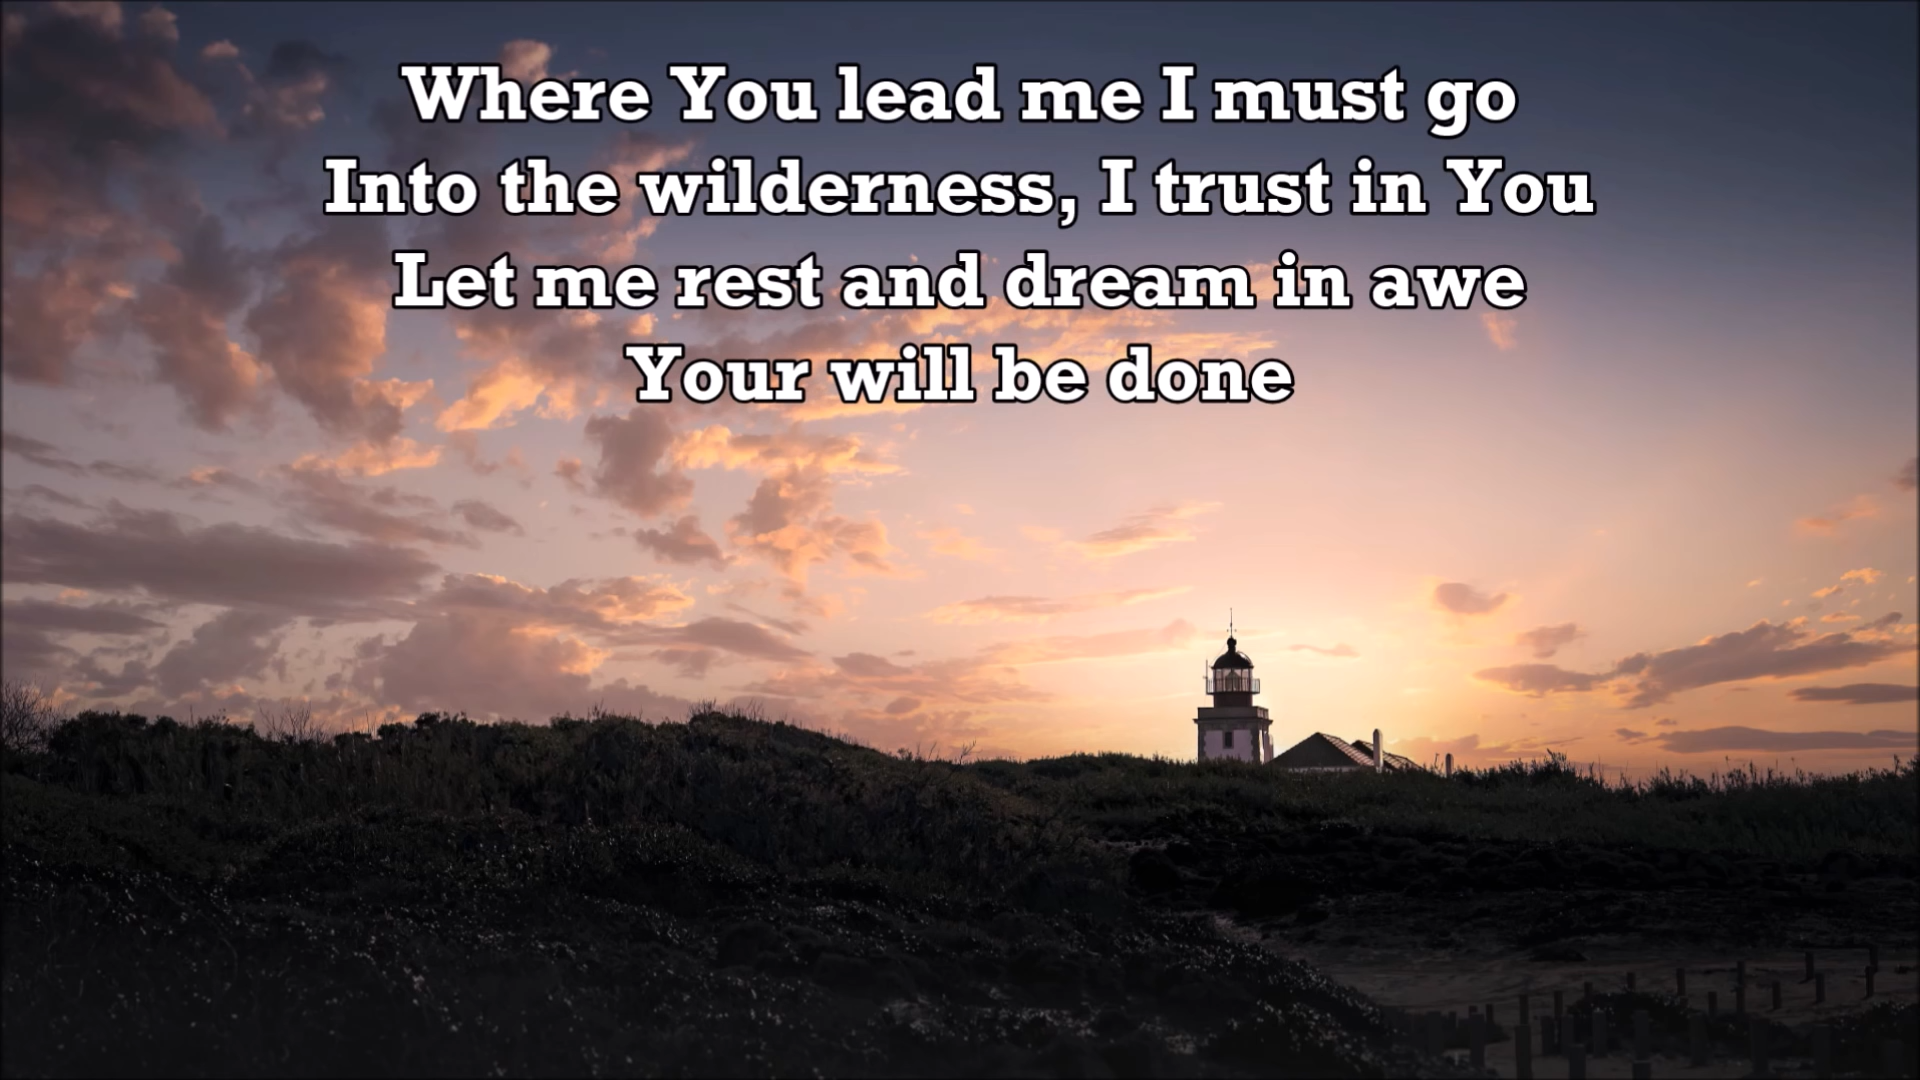 Where You lead me I must go
Into the wilderness, I trust in You
Let me rest and dream in awe
Your will be done